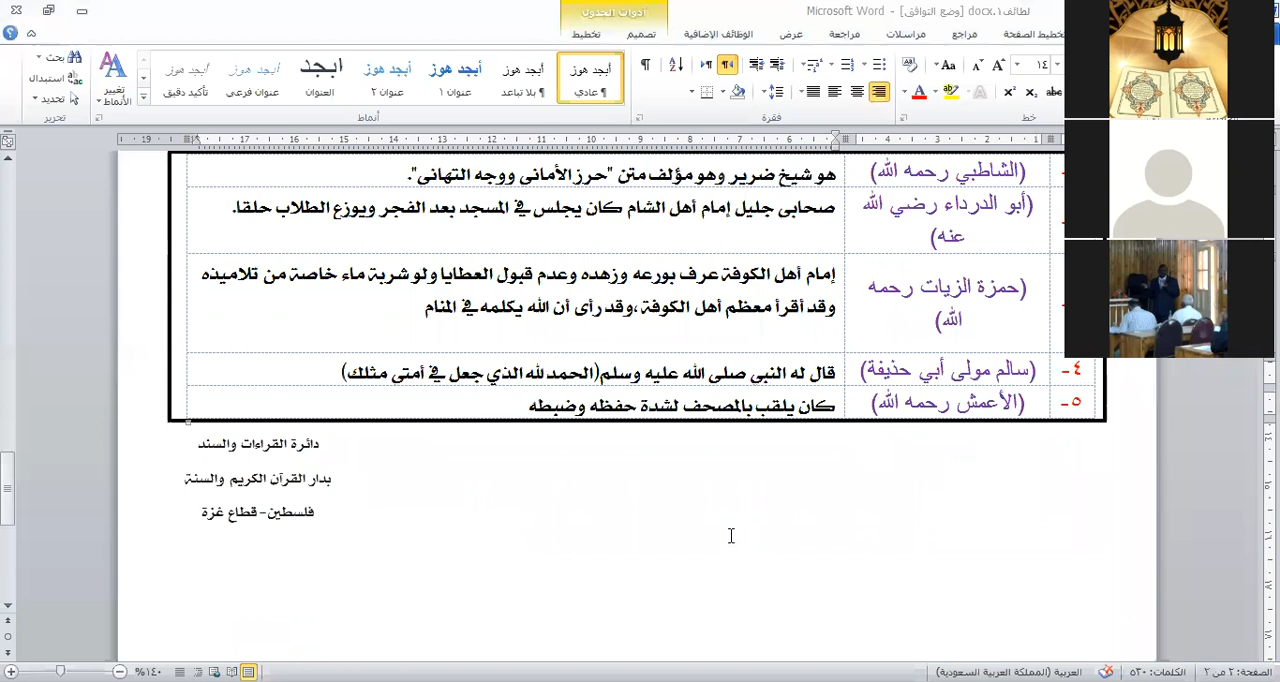 لطائف١.docx [وضع التوافق] - Microsoft Word
أدوات الجدول
تخطيط الصفحة
مراجع
مراسلات
مراجعة
عرض
الوظائف الإضافية
تصميم
تخطيط
١٤
Aa
أبجد هوز
أبجد هوز
أبجد هوز
أبجد هوز
ابجد
أبجد هوز
أبجد هوز
¶ عادي
¶ بلا تباعد
عنوان ١
عنوان ٢
العنوان
عنوان فرعي
تأكيد دقيق
تغيير الأنماط
بحث
استبدال
تحديد
خط
فقرة
أنماط
تحرير
(الشاطبي رحمه الله) هو شيخ ضرير وهو مؤلف متن "حرز الأماني ووجه التهاني".
(أبو الدرداء رضي الله صحابي جليل إمام أهل الشام كان يجلس في المسجد بعد الفجر ويوزع الطلاب حلقا.
عنه)
(حمزة الزيات رحمه إمام أهل الكوفة عرف بورعه وزهده وعدم قبول العطايا ولو شربة ماء خاصة من تلاميذه
الله) وقد أقرأ معظم أهل الكوفة ،وقد رأى أن الله يكلمه في المنام
٤- (سالم مولى أبي حذيفة) قال له النبي صلى الله عليه وسلم(الحمد لله الذي جعل في أمتي مثلك)
٥- (الأعمش رحمه الله) كان يلقب بالمصحف لشدة حفظه وضبطه
دائرة القراءات والسند
بدار القرآن الكريم والسنة
فلسطين- قطاع غزة
الصفحة: ٢ من ٢
الكلمات: ٥٣٠
العربية (المملكة العربية السعودية)
١٤٠%